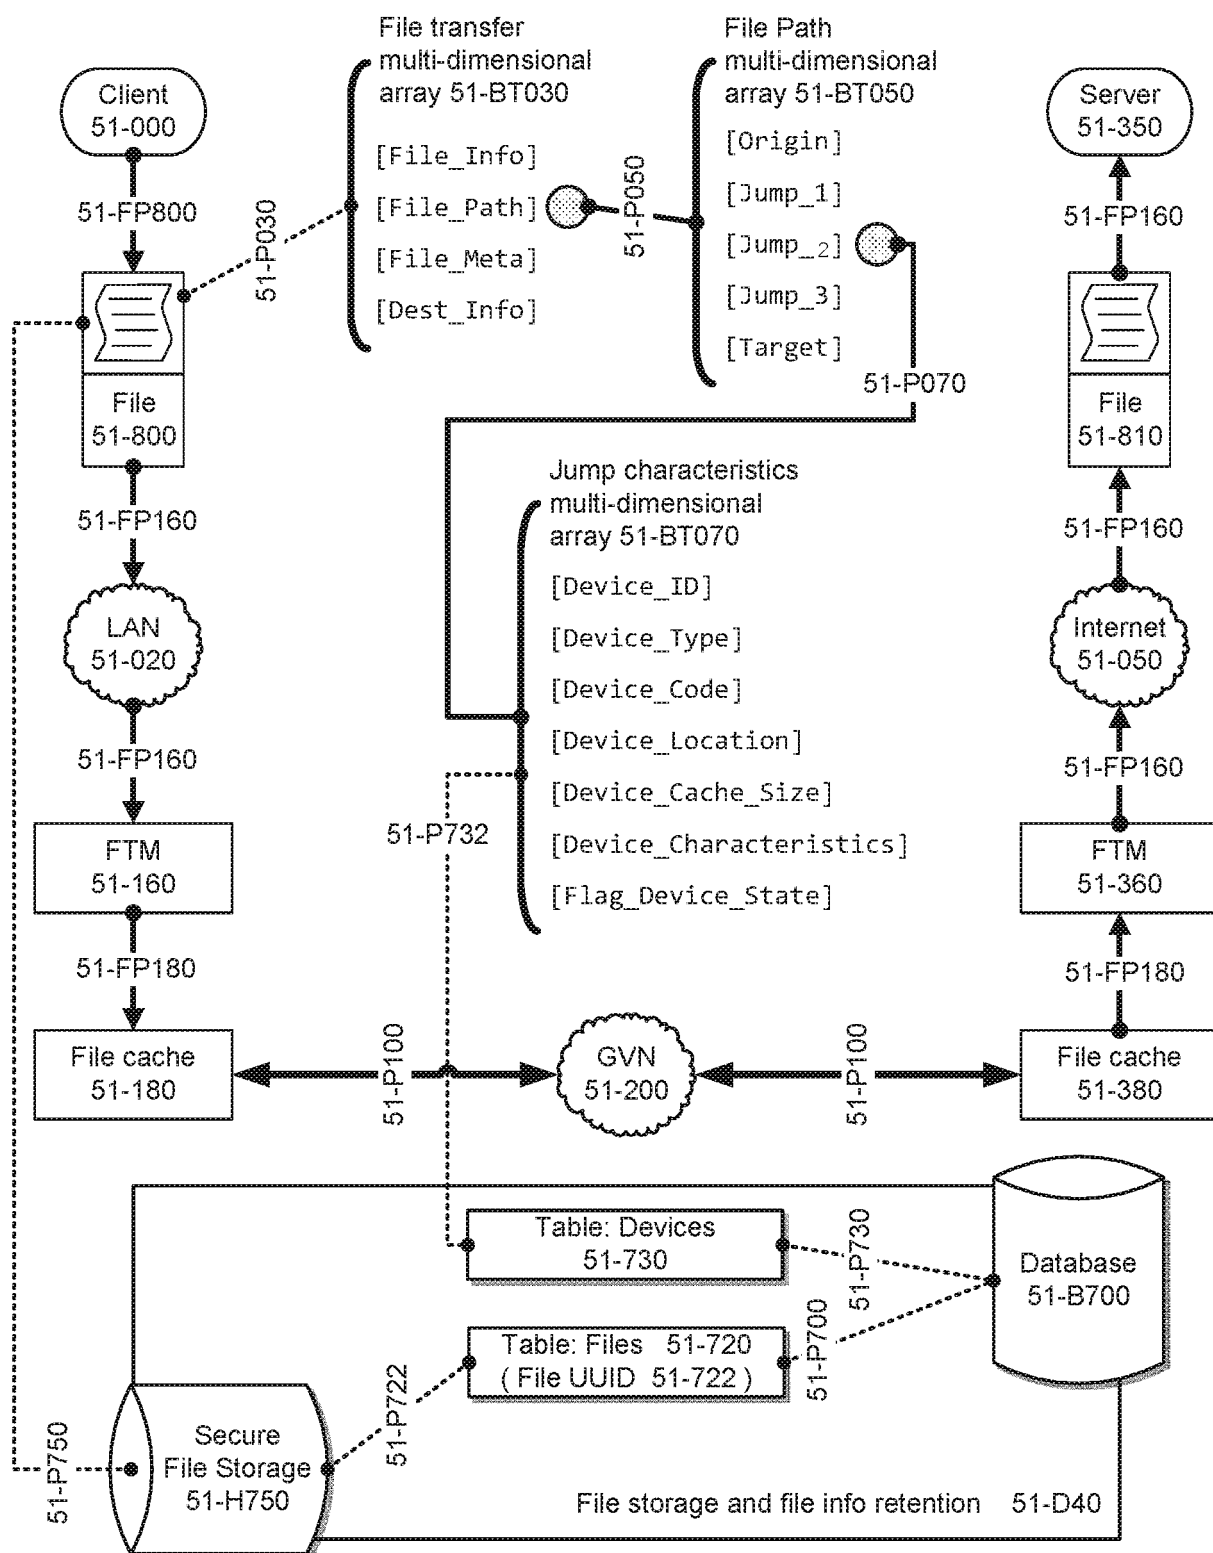 File transfer
multi-dimensional
array 51-BT030
[File_Info]
[File_Path]
[File_Meta]
[Dest_Info]
File Path
multi-dimensional
array 51-BT050
[Origin]
[Jump_1]
[Jump_2]
[Jump_3]
[Target]
Client
51-000
51-FP800
51-P030
51-P050
51-P070
File
51-800
51-FP160
LAN
51-020
51-FP160
FTM
51-160
51-FP180
File cache
51-180
Jump characteristics
multi-dimensional
array 51-BT070
[Device_ID]
[Device_Type]
[Device_Code]
[Device_Location]
[Device_Cache_Size]
[Device_Characteristics]
[Flag_Device_State]
51-P732
Server
51-350
51-FP160
File
51-810
51-FP160
Internet
51-050
51-FP160
FTM
51-360
51-FP180
File cache
51-380
51-P100
GVN
51-200
51-P100
Table: Devices
51-730
51-P730
Database
51-B700
Table: Files 51-720
( File UUID 51-722 )
51-P700
51-P722
Secure
File Storage
51-H750
51-P750
File storage and file info retention 51-D40